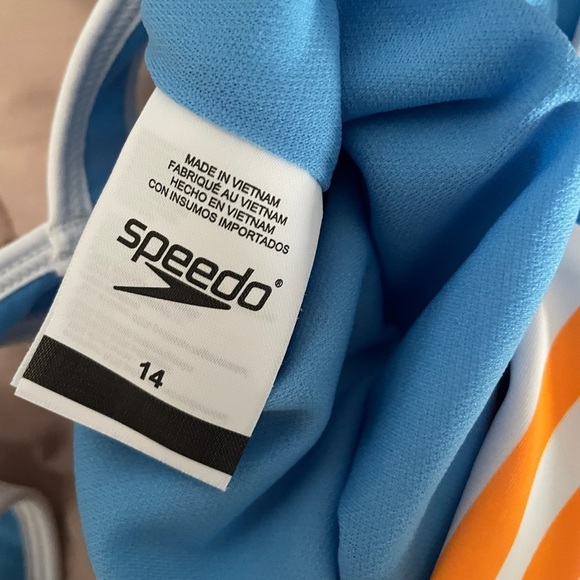 MADE IN VIETNAM
FABRIQUÉ AU VIETNAM
HECHO EN VIETNAM
CON INSUMOS IMPORTADOS
speedo®
14